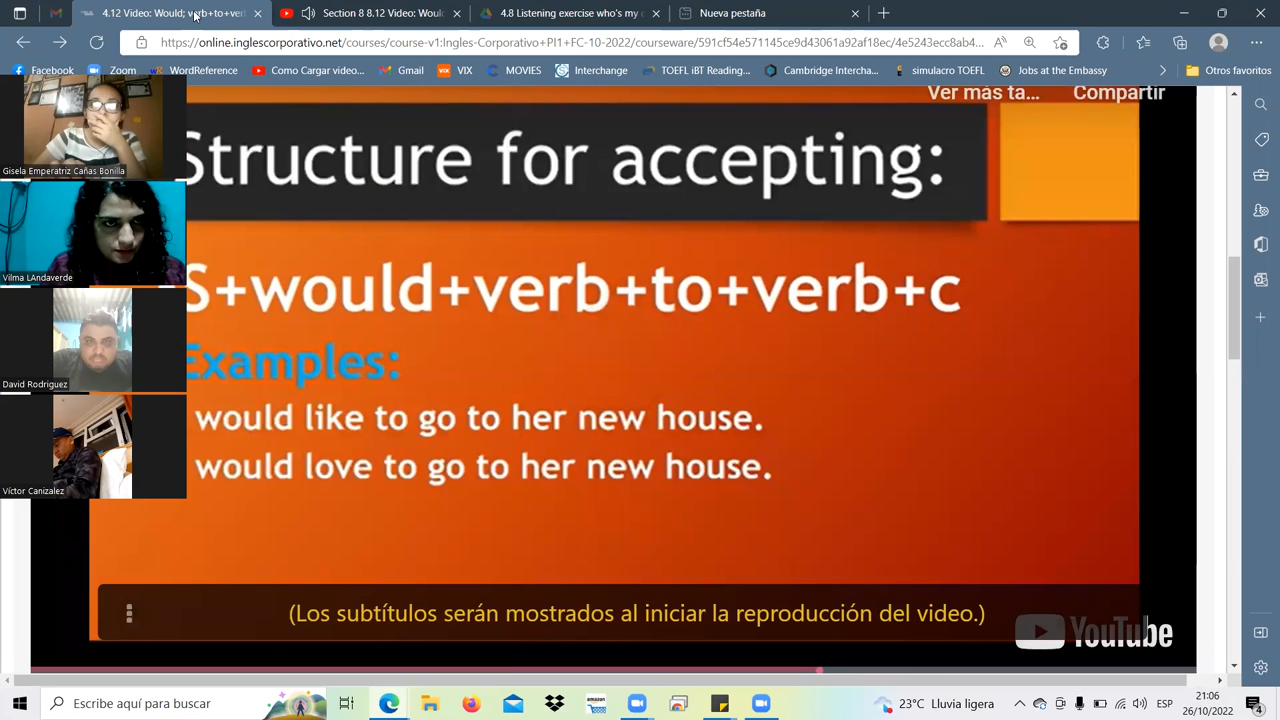 4.12 Video: Would; verb+to+ver
Section 8 8.12 Video: Woul
4.8 Listening exercise who's my
Nueva pestaña
https://online.inglescorporativo.net/courses/course-v1:Ingles-Corporativo+PI1+FC-10-2022/courseware/591cf54e571145ce9d43061a92af18ec/4e5243ecc8ab4...
Facebook Zoom WordReference Como Cargar video... Gmail VIX MOVIES Interchange TOEFL iBT Reading... Cambridge Intercha... simulacro TOEFL Jobs at the Embassy Otros favoritos
Ver más ta... Compartir
Gisela Emperatriz Cañas Bonilla
Structure for accepting:
Vilma LAndaverde
S+would+verb+to+verb+c
Examples:
David Rodriguez
would like to go to her new house.
would love to go to her new house.
Víctor Canizalez
(Los subtítulos serán mostrados al iniciar la reproducción del video.)
YouTube
Escribe aquí para buscar
23°C Lluvia ligera
ESP
21:06
26/10/2022
4